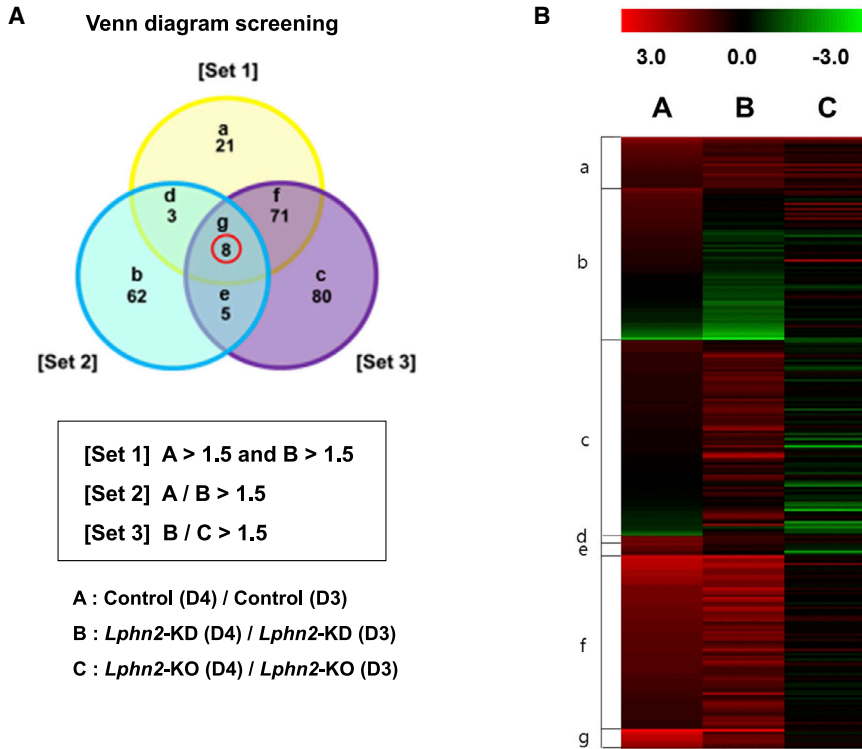 A
Venn diagram screening
[Set 1]
a
21
d
3
f
71
g
8
b
62
e
5
c
80
[Set 2]
[Set 3]
[Set 1] A > 1.5 and B > 1.5
[Set 2] A / B > 1.5
[Set 3] B / C > 1.5
A : Control (D4) / Control (D3)
B : Lphn2-KD (D4) / Lphn2-KD (D3)
C : Lphn2-KO (D4) / Lphn2-KO (D3)
B
3.0 0.0 -3.0
A B C
a
b
c
d
e
f
g